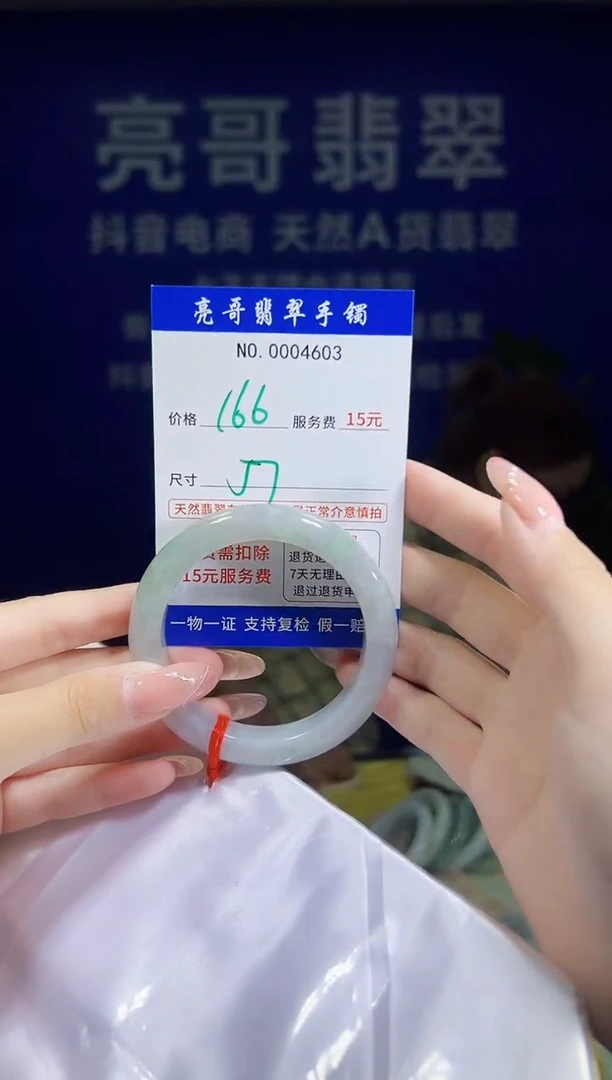 亮哥翡翠
抖音电商 天然A货翡翠
亮哥翡翠手镯
NO.0004603
价格 166 服务费 15元
尺寸 57
天然翡翠 正常介意慎拍
需扣除
15元服务费
退货
7天无理由
退过退货申
一物一证 支持复检 假一赔